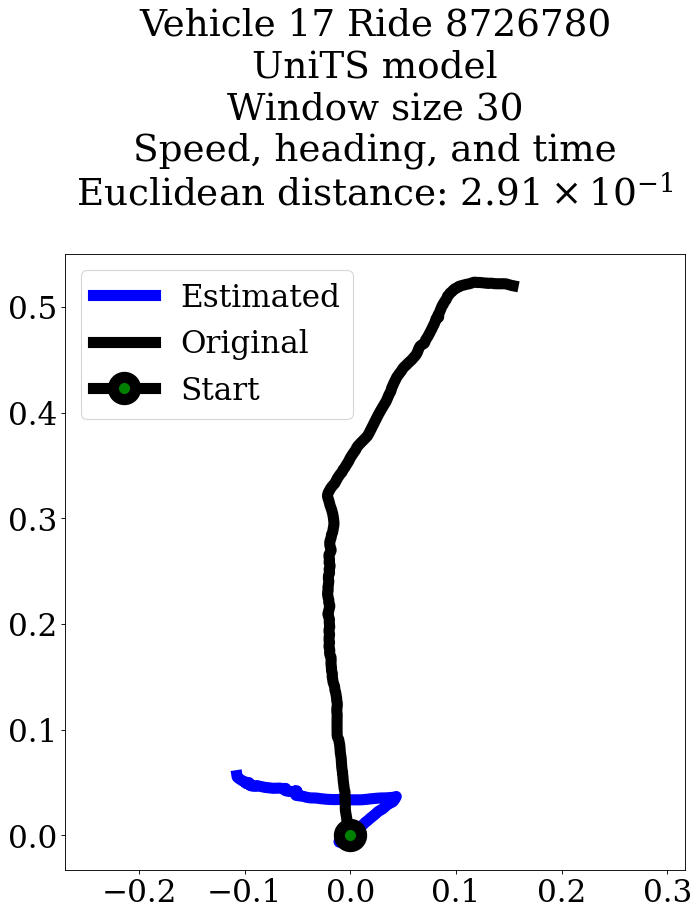 Vehicle 17 Ride 8726780
UniTS model
Window size 30
Speed, heading, and time
Euclidean distance: 2.91 × 10⁻¹
Estimated
Original
Start
0.5
0.4
0.3
0.2
0.1
0.0
−0.2 −0.1 0.0 0.1 0.2 0.3